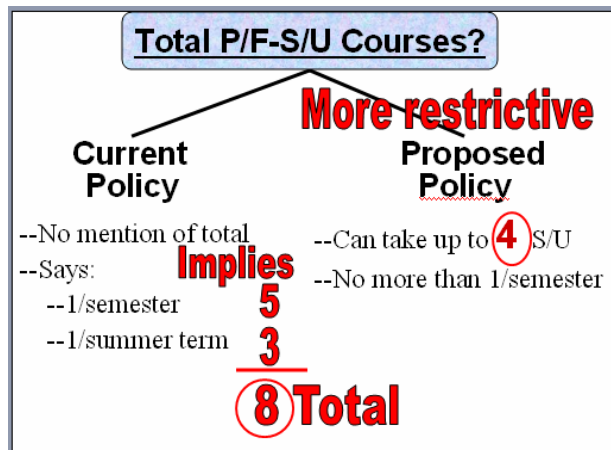 Total P/F-S/U Courses?
More restrictive
Current
Policy
--No mention of total
--Says:
Implies
--1/semester 5
--1/summer term 3
8 Total
Proposed
Policy
--Can take up to 4 S/U
--No more than 1/semester